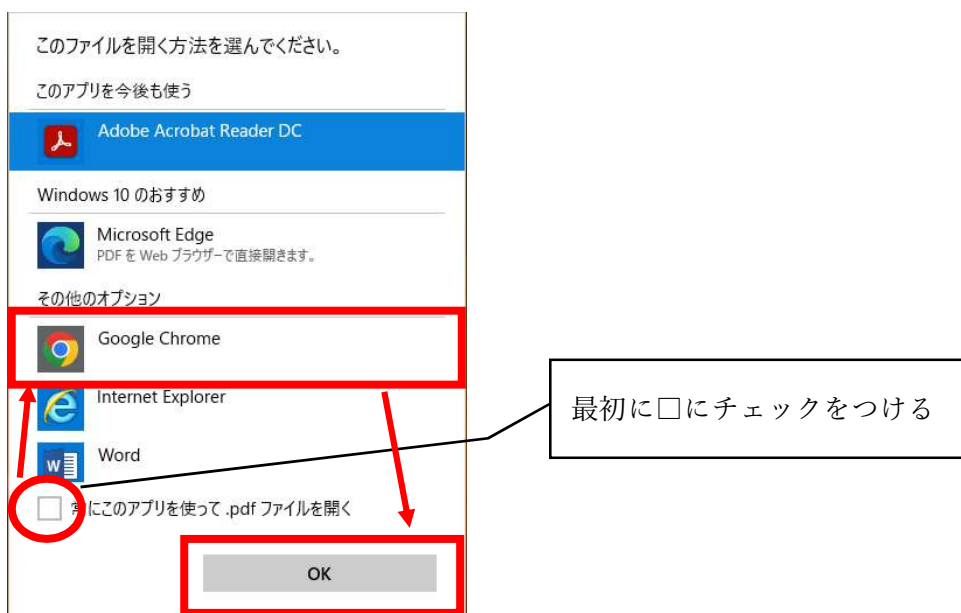 このファイルを開く方法を選んでください。
このアプリを今後も使う
Adobe Acrobat Reader DC
Windows 10 のおすすめ
Microsoft Edge
PDF を Web ブラウザーで直接開きます。
その他のオプション
Google Chrome
Internet Explorer
Word
常にこのアプリを使って .pdf ファイルを開く
OK
最初に□にチェックをつける